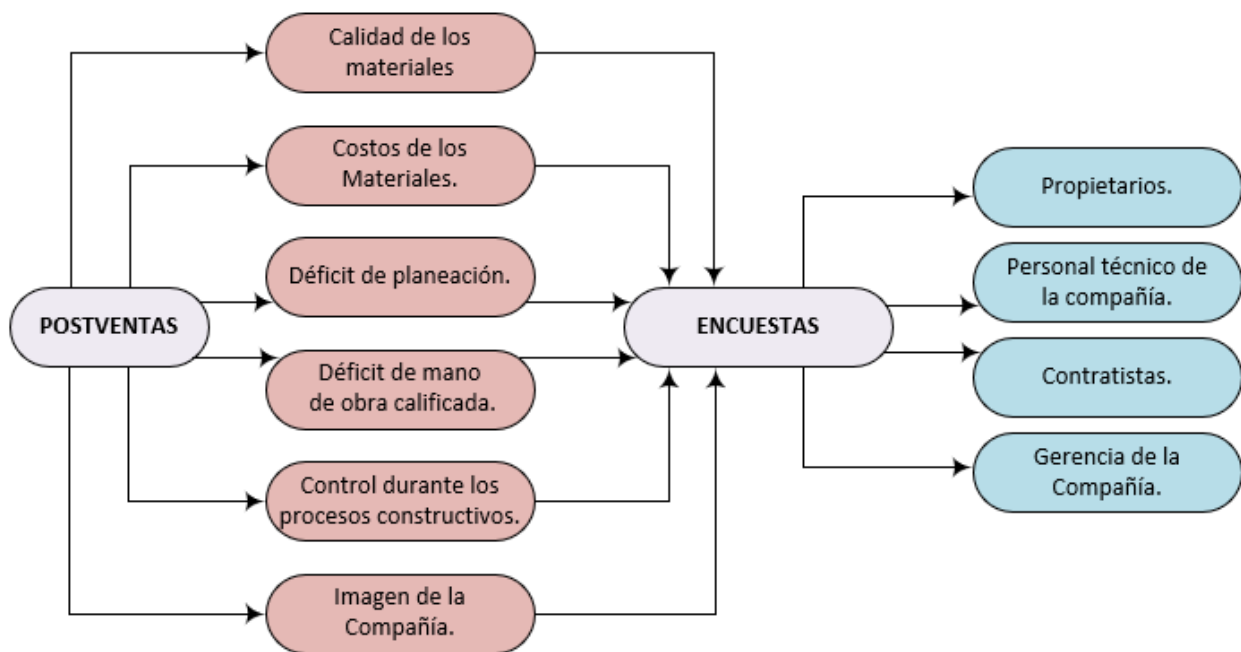 Calidad de los
materiales
Costos de los
Materiales.
Déficit de planeación.
POSTVENTAS
Déficit de mano
de obra calificada.
Control durante los
procesos constructivos.
Imagen de la
Compañía.
ENCUESTAS
Propietarios.
Personal técnico de
la compañía.
Contratistas.
Gerencia de la
Compañía.